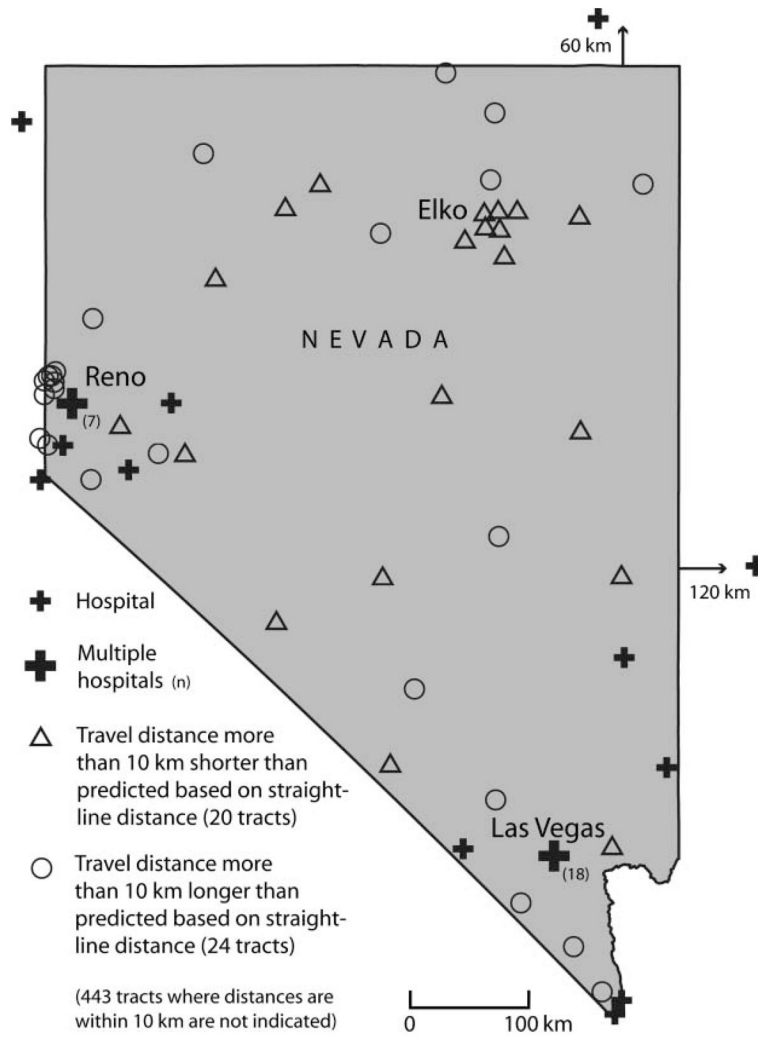 60 km
Elko
N E V A D A
Reno
(7)
120 km
Hospital
Multiple
hospitals (n)
Travel distance more
than 10 km shorter than
predicted based on straight-
line distance (20 tracts)
Las Vegas
(18)
Travel distance more
than 10 km longer than
predicted based on straight-
line distance (24 tracts)
(443 tracts where distances are
within 10 km are not indicated)
0 100 km